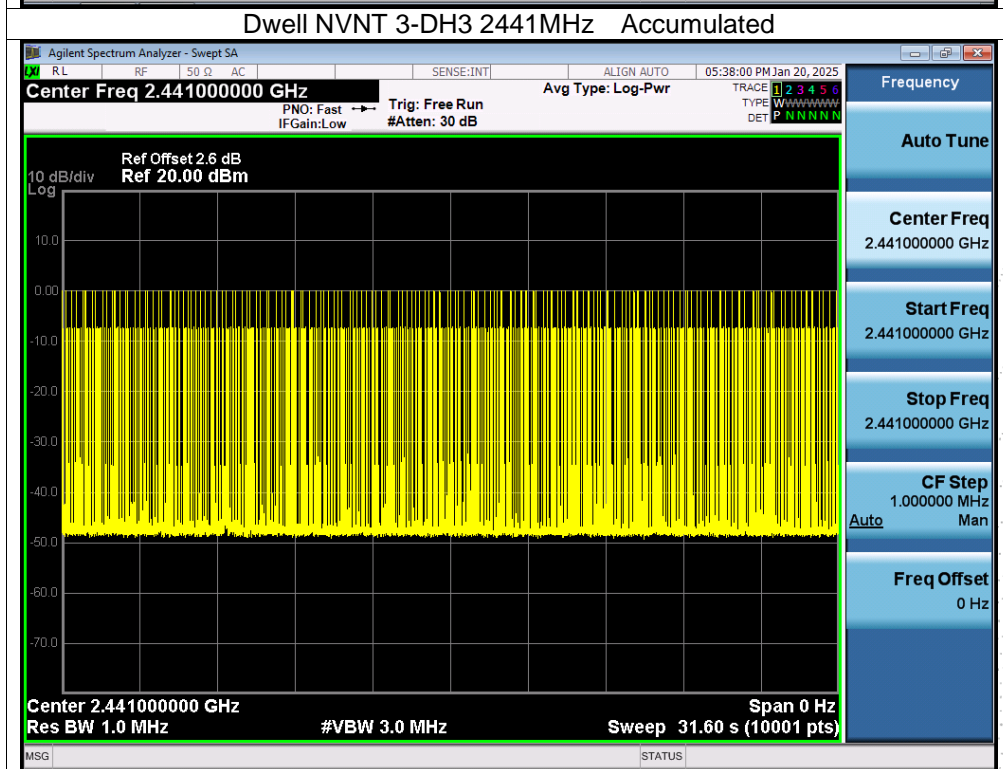 Dwell NVNT 3-DH3 2441MHz Accumulated
Agilent Spectrum Analyzer - Swept SA
LXI RL RF 50 Ω AC SENSE:INT ALIGN AUTO 05:38:00 PM Jan 20, 2025
Center Freq 2.441000000 GHz
PNO: Fast
IFGain:Low
Trig: Free Run
#Atten: 30 dB
Avg Type: Log-Pwr
TRACE 1 2 3 4 5 6
TYPE WWWWWWW
DET P N N N N N
Ref Offset 2.6 dB
10 dB/div Ref 20.00 dBm
Log
10.0
0.00
-10.0
-20.0
-30.0
-40.0
-50.0
-60.0
-70.0
Center 2.441000000 GHz Span 0 Hz
Res BW 1.0 MHz #VBW 3.0 MHz Sweep 31.60 s (10001 pts)
MSG STATUS
Frequency
Auto Tune
Center Freq
2.441000000 GHz
Start Freq
2.441000000 GHz
Stop Freq
2.441000000 GHz
CF Step
1.000000 MHz
Auto Man
Freq Offset
0 Hz